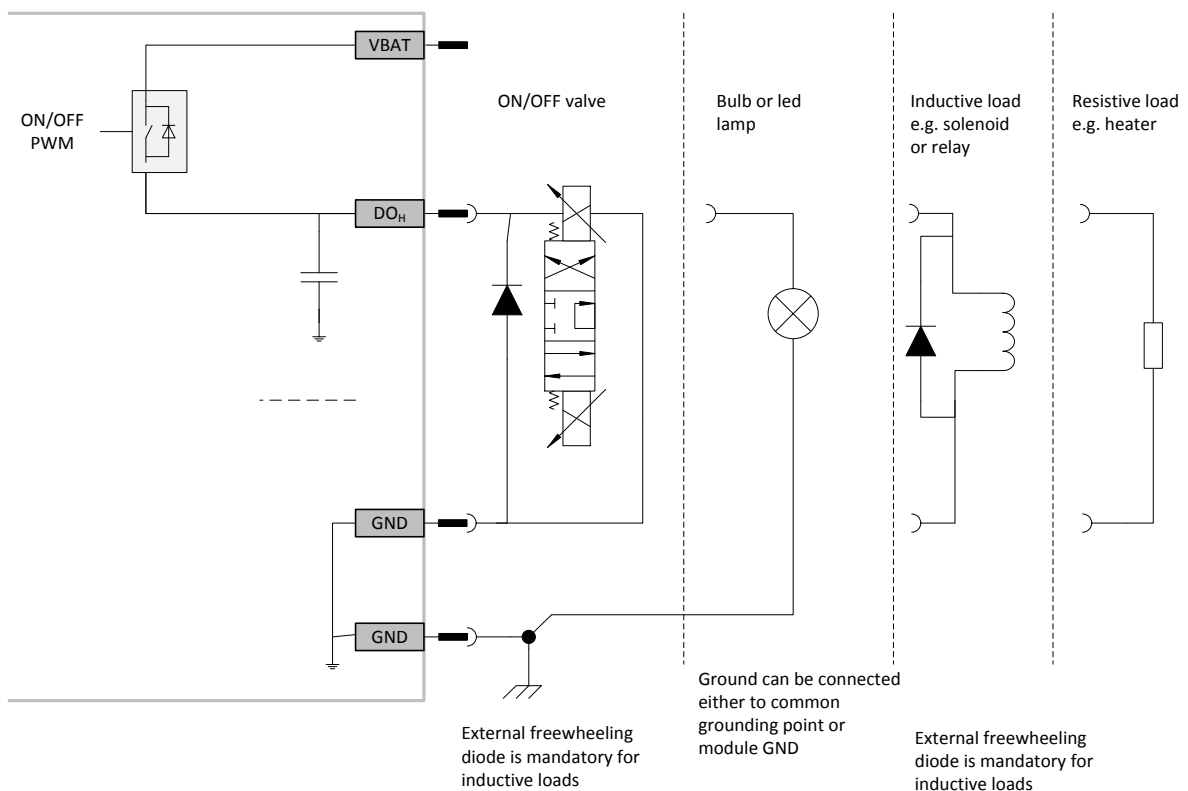 VBAT
ON/OFF
PWM
ON/OFF valve
Bulb or led
lamp
Inductive load
e.g. solenoid
or relay
Resistive load
e.g. heater
DOH
GND
GND
Ground can be connected
either to common
grounding point or
module GND
External freewheeling
diode is mandatory for
inductive loads
External freewheeling
diode is mandatory for
inductive loads